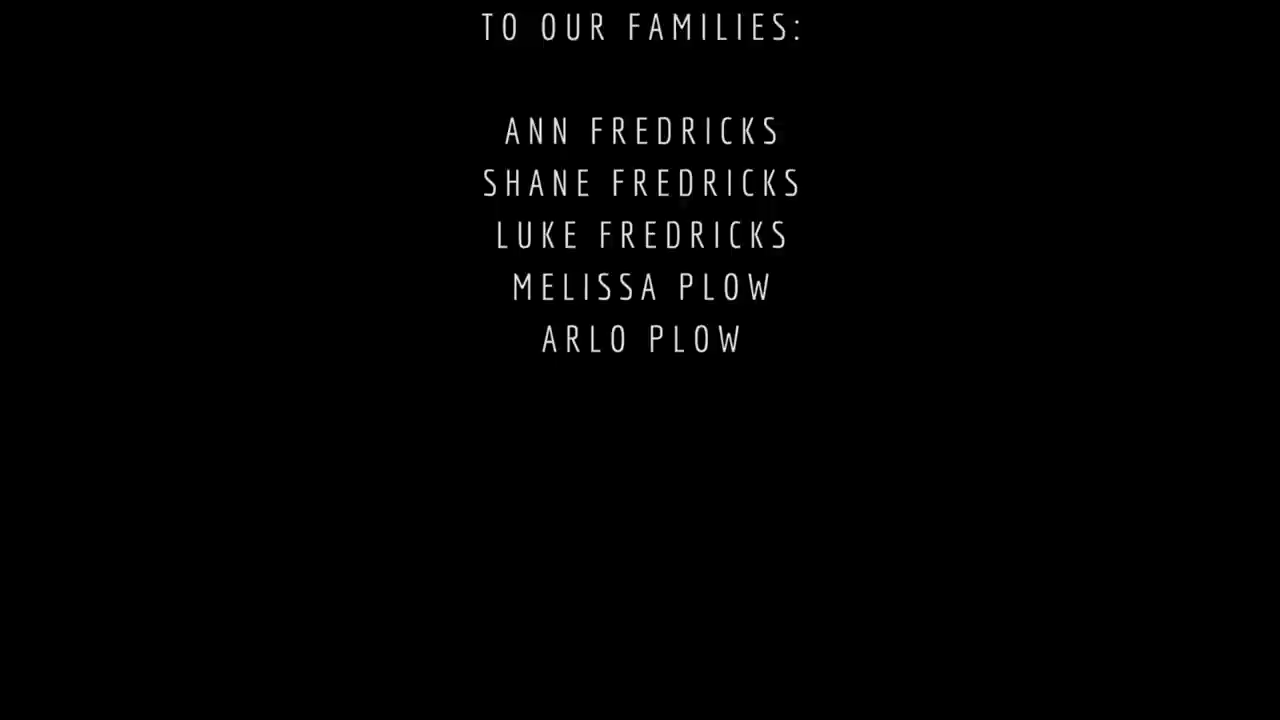 TO OUR FAMILIES:
ANN FREDRICKS
SHANE FREDRICKS
LUKE FREDRICKS
MELISSA PLOW
ARLO PLOW